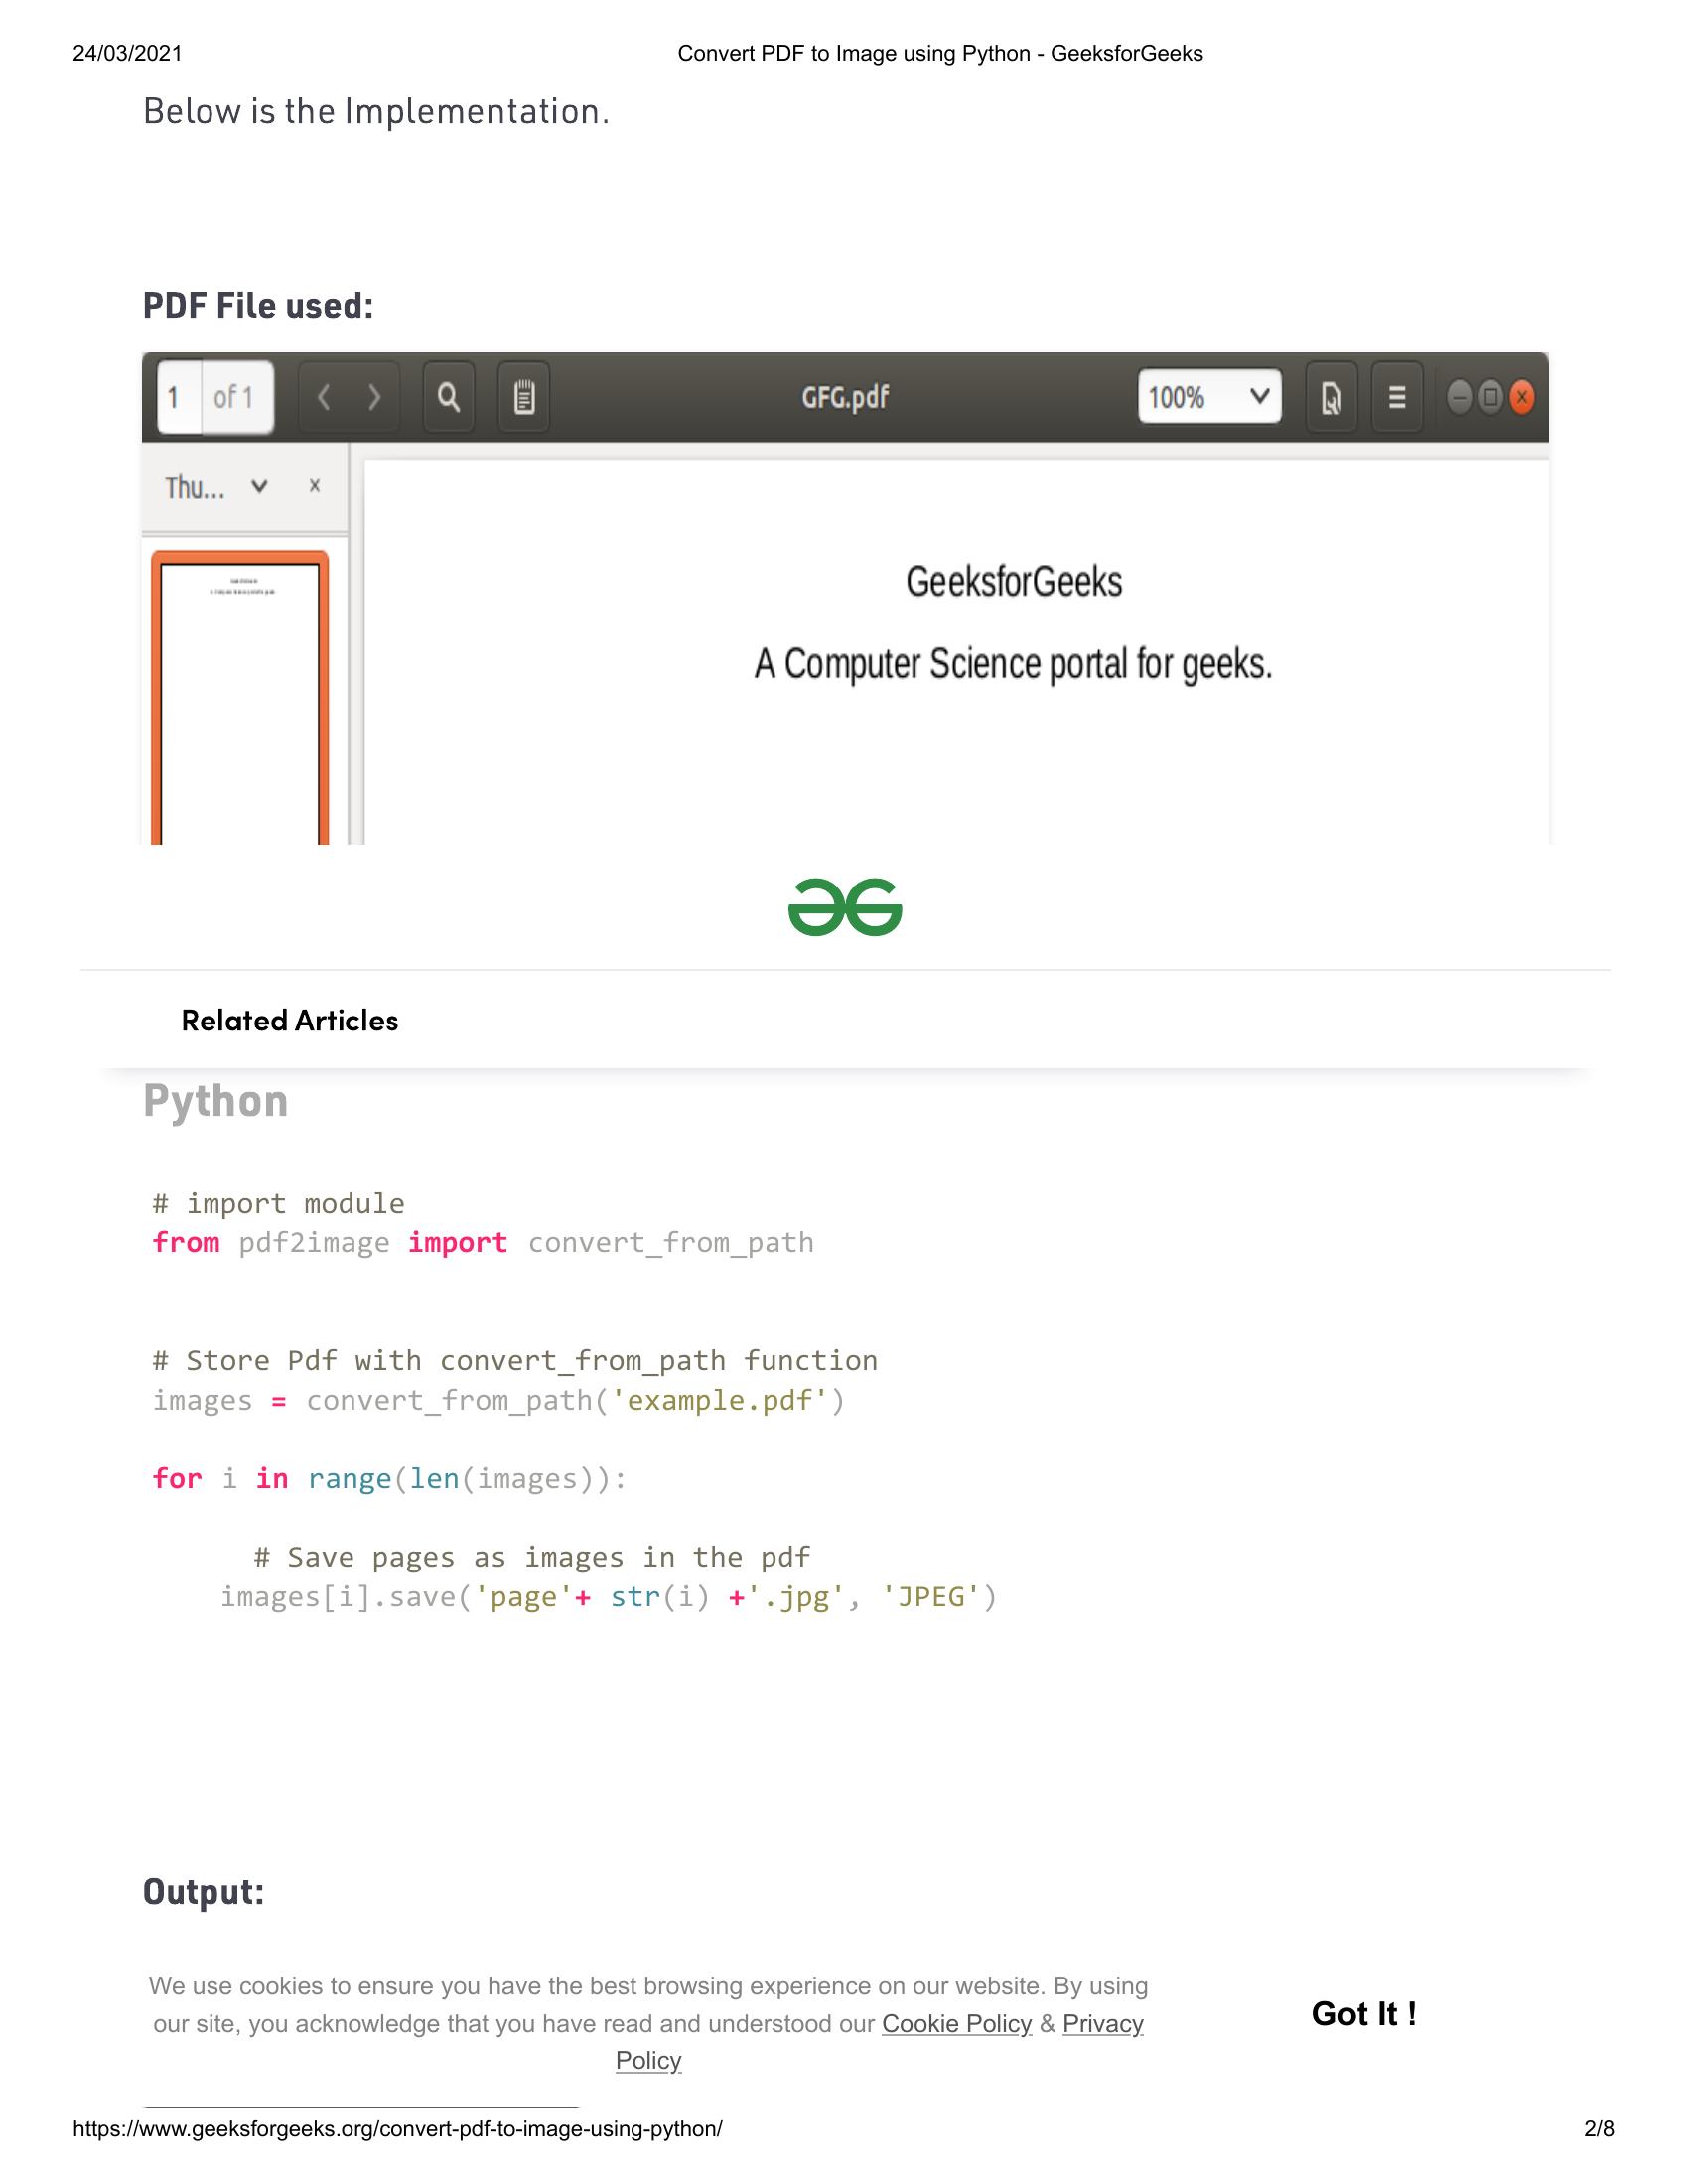 24/03/2021 Convert PDF to Image using Python - GeeksforGeeks
Below is the Implementation.
PDF File used:
1 of 1 GFG.pdf 100%
Thu... x
GeeksforGeeks
A Computer Science portal for geeks.
Related Articles
Python
# import module
from pdf2image import convert_from_path
# Store Pdf with convert_from_path function
images = convert_from_path('example.pdf')
for i in range(len(images)):
# Save pages as images in the pdf
images[i].save('page'+ str(i) +'.jpg', 'JPEG')
Output:
We use cookies to ensure you have the best browsing experience on our website. By using
our site, you acknowledge that you have read and understood our Cookie Policy & Privacy
Policy
Got It !
https://www.geeksforgeeks.org/convert-pdf-to-image-using-python/ 2/8